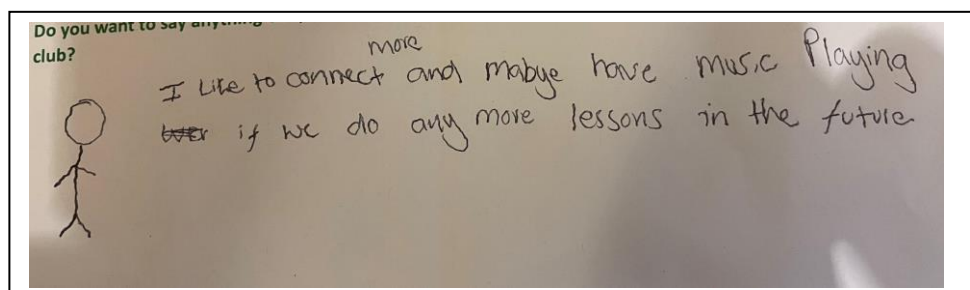 Do you want to say
club?
more
I Like to connect and mabye have music Playing
if we do any more lessons in the future